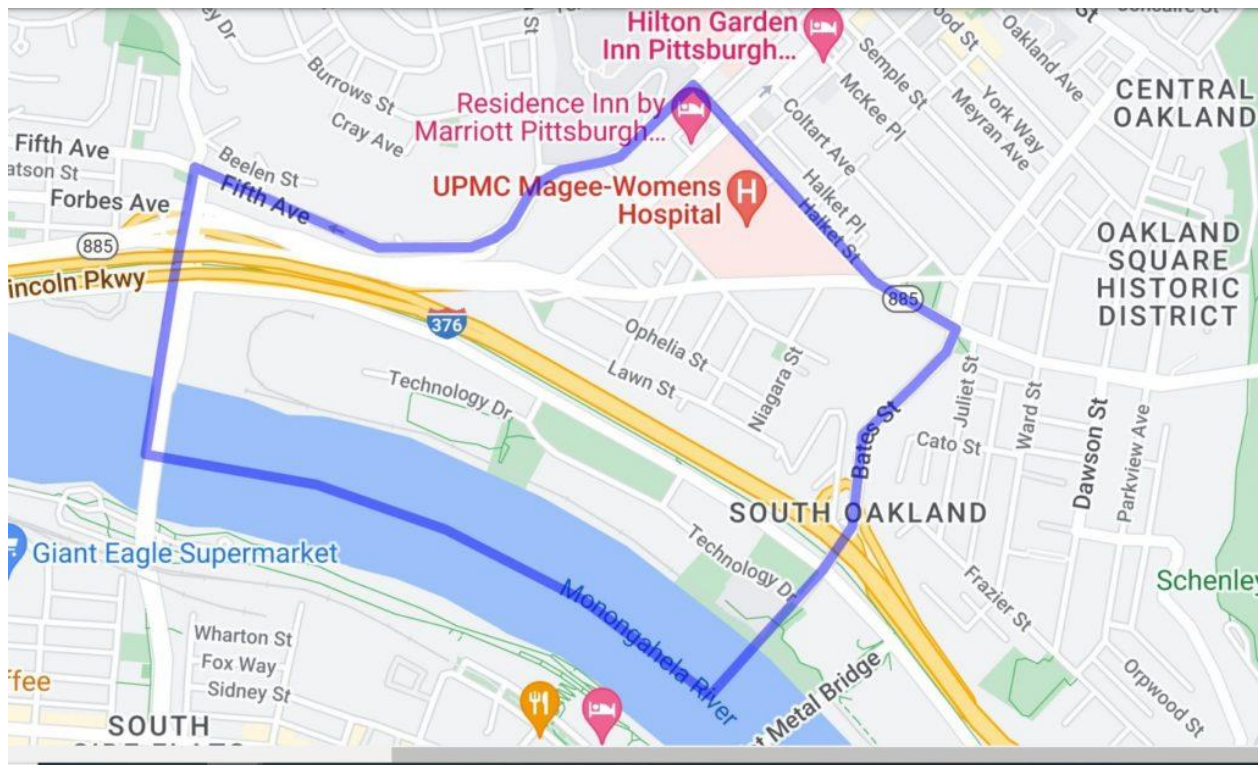 Hilton Garden
Inn Pittsburgh...
Semple St
Oakland Ave
York Way
Meyran Ave
McKee Pl
CENTRAL
OAKLAND
Burrows St
Cray Ave
Residence Inn by
Marriott Pittsburgh...
Coltart Ave
Fifth Ave
Beelen St
Forbes Ave
Fifth Ave
UPMC Magee-Womens
Hospital
H
Halket Pl
Halket St
885
OAKLAND
SQUARE
HISTORIC
DISTRICT
885
incoln Pkwy
376
Ophelia St
Lawn St
Niagara St
Technology Dr
Juliet St
Ward St
Bates St
Cato St
Dawson St
Parkview Ave
SOUTH OAKLAND
Giant Eagle Supermarket
Technology Dr
Frazier St
Schenley
Monongahela River
Wharton St
Fox Way
Sidney St
ffee
t Metal Bridge
Orpwood St
SOUTH